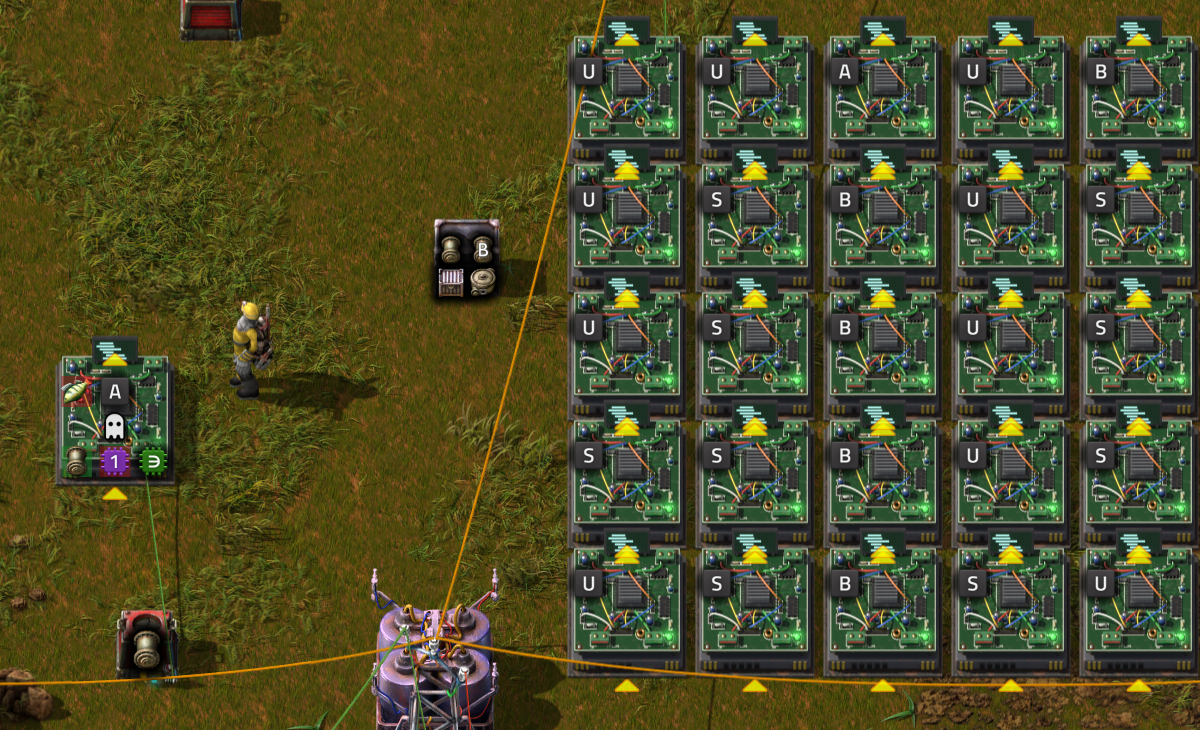 U U A U B
U S B U S
B
U S B U S
A
S S B U S
1 ∃
U S B S U